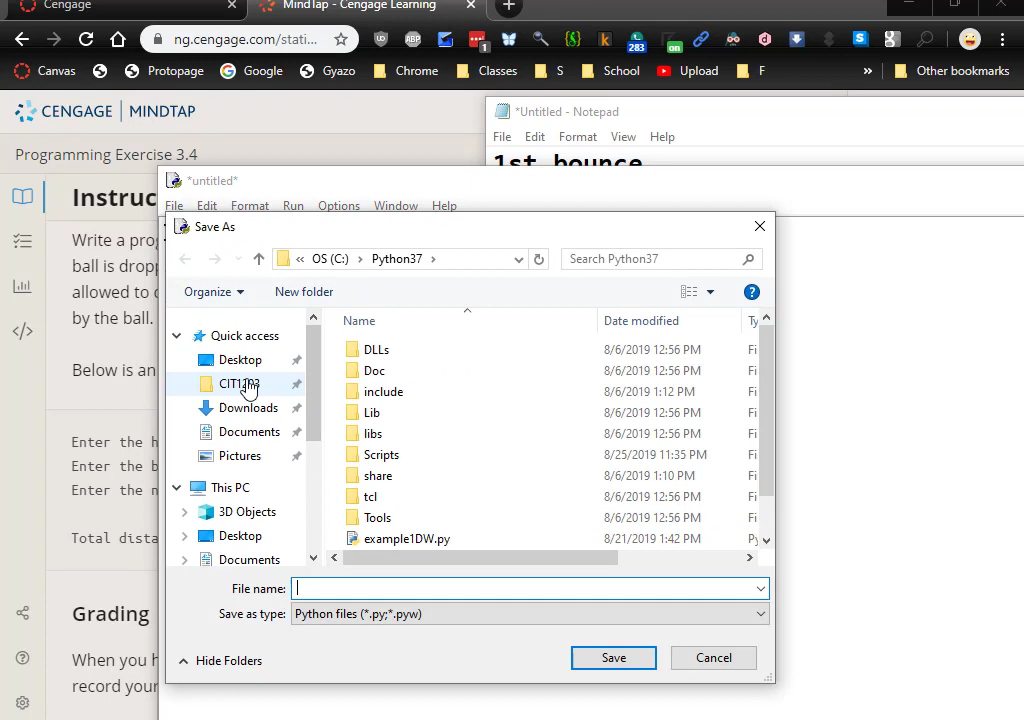 Cengage
MindTap - Cengage Learning
ng.cengage.com/stati...
ABP
1
283
on
Canvas
Protopage
Google
Gyazo
Chrome
Classes
S
School
Upload
F
»
Other bookmarks
CENGAGE | MINDTAP
Programming Exercise 3.4
*Untitled - Notepad
File Edit Format View Help
1st bounce
Instruc
Write a pro
ball is dropp
allowed to
by the ball.
Below is an
Enter the h
Enter the b
Enter the n
Total dista
Grading
When you h
record your
*untitled*
File Edit Format Run Options Window Help
Save As
« OS (C:) > Python37 >
Search Python37
Organize
New folder
Quick access
Desktop
Downloads
Documents
Pictures
This PC
3D Objects
Desktop
Documents
Name Date modified Ty
DLLs 8/6/2019 12:56 PM Fi
Doc 8/6/2019 12:56 PM Fi
include 8/6/2019 1:12 PM Fi
Lib 8/6/2019 12:56 PM Fi
libs 8/6/2019 12:56 PM Fi
Scripts 8/25/2019 11:35 PM Fi
share 8/6/2019 1:10 PM Fi
tcl 8/6/2019 12:56 PM Fi
Tools 8/6/2019 12:56 PM Fi
example1DW.py 8/21/2019 1:42 PM Py
File name:
Save as type: Python files (*.py;*.pyw)
Hide Folders
Save
Cancel